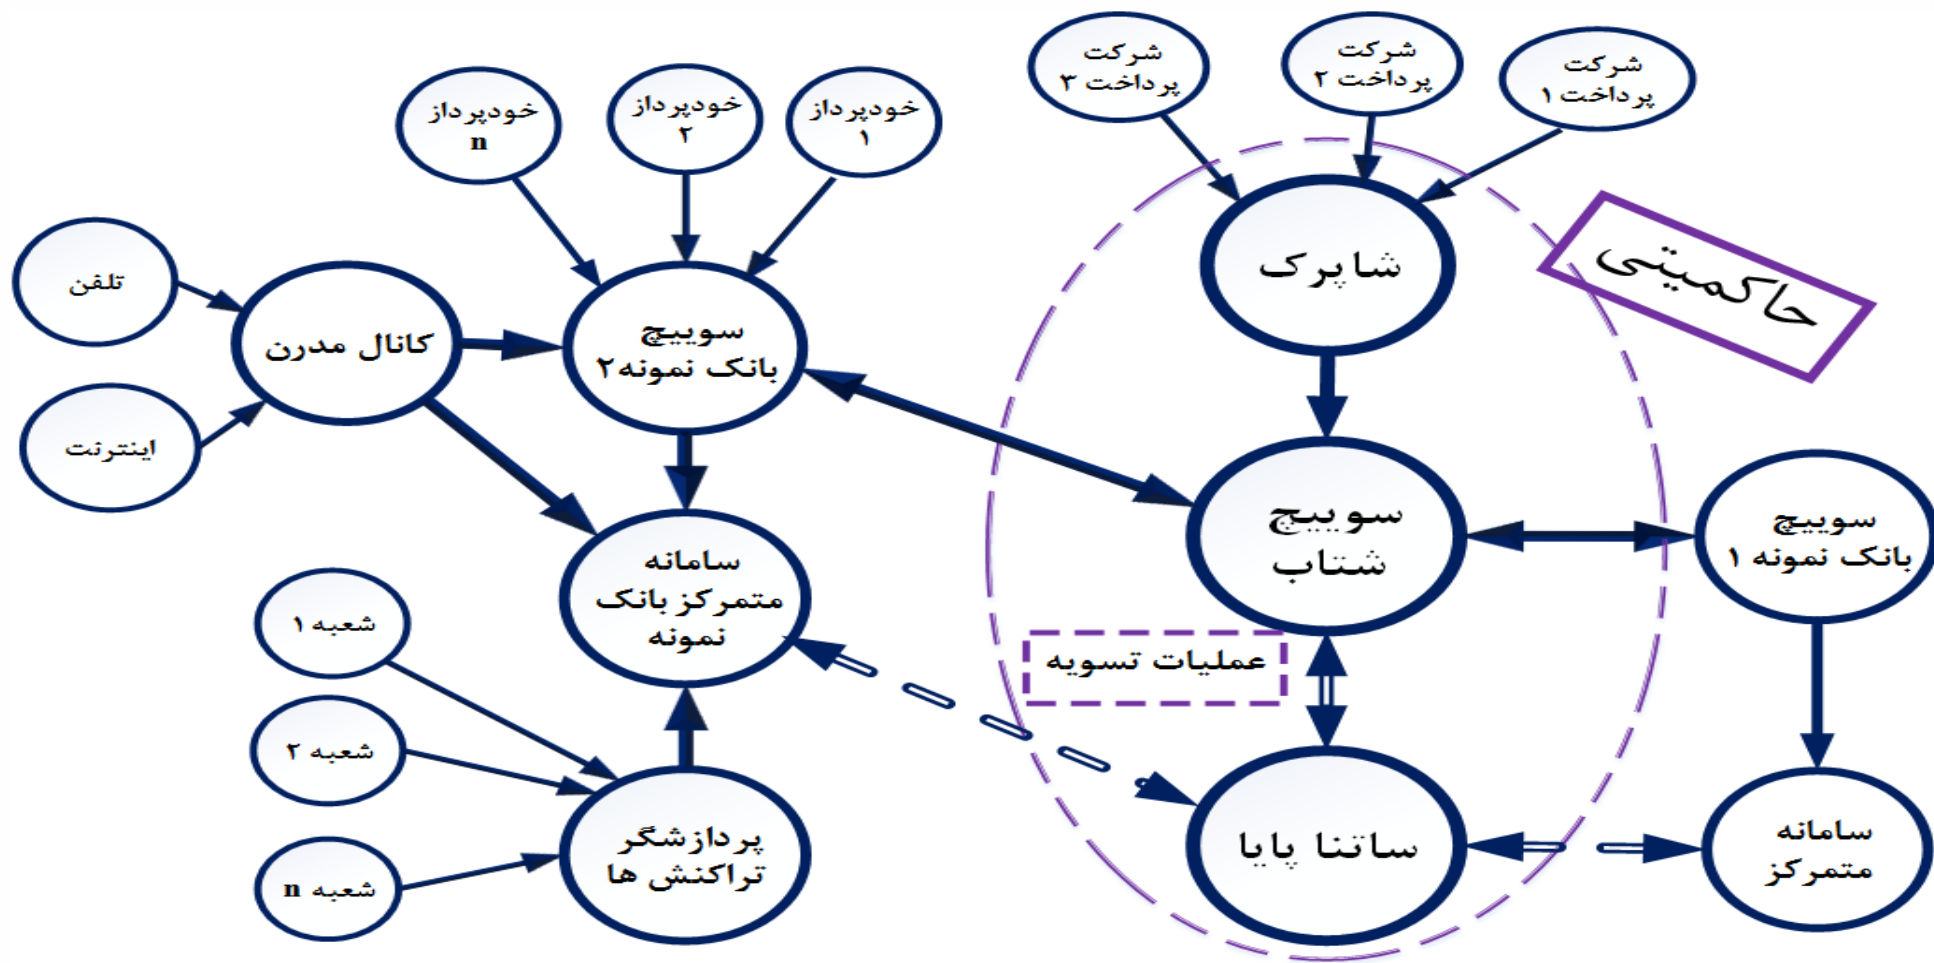 شرکت
پرداخت ۱
شرکت
پرداخت ۲
شرکت
پرداخت ۳
خودپرداز
۱
خودپرداز
۲
خودپرداز
n
حاکمیتی
شاپرک
تلفن
کانال مدرن
سوییچ
بانک نمونه۲
اینترنت
سوییچ
شتاب
سوییچ
بانک نمونه ۱
سامانه
متمرکز بانک
نمونه
عملیات تسویه
شعبه ۱
شعبه ۲
شعبه n
پردازشگر
تراکنش ها
ساتنا پایا
سامانه
متمرکز